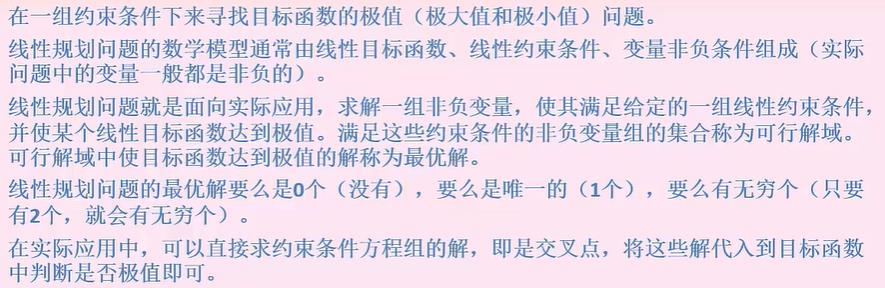 在一组约束条件下来寻找目标函数的极值（极大值和极小值）问题。
线性规划问题的数学模型通常由线性目标函数、线性约束条件、变量非负条件组成（实际
问题中的变量一般都是非负的）。
线性规划问题就是面向实际应用，求解一组非负变量，使其满足给定的一组线性约束条件，
并使某个线性目标函数达到极值。满足这些约束条件的非负变量组的集合称为可行解域。
可行解域中使目标函数达到极值的解称为最优解。
线性规划问题的最优解要么是0个（没有），要么是唯一的（1个），要么有无穷个（只要
有2个，就会有无穷个）。
在实际应用中，可以直接求约束条件方程组的解，即是交叉点，将这些解代入到目标函数
中判断是否极值即可。